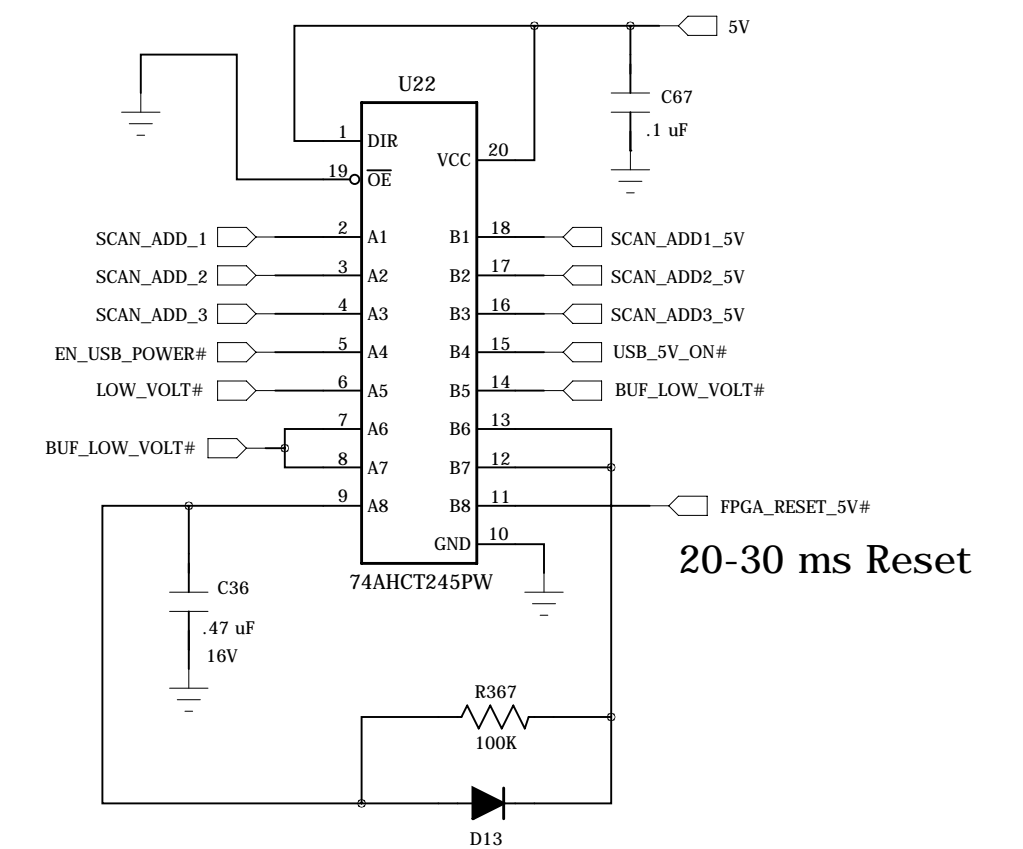 5V
U22
C67
.1 uF
1 DIR
VCC 20
19 OE
SCAN_ADD_1 2 A1 B1 18 SCAN_ADD1_5V
SCAN_ADD_2 3 A2 B2 17 SCAN_ADD2_5V
SCAN_ADD_3 4 A3 B3 16 SCAN_ADD3_5V
EN_USB_POWER# 5 A4 B4 15 USB_5V_ON#
LOW_VOLT# 6 A5 B5 14 BUF_LOW_VOLT#
7 A6 B6 13
BUF_LOW_VOLT#
8 A7 B7 12
9 A8 B8 11 FPGA_RESET_5V#
GND 10
20-30 ms Reset
74AHCT245PW
C36
.47 uF
16V
R367
100K
D13